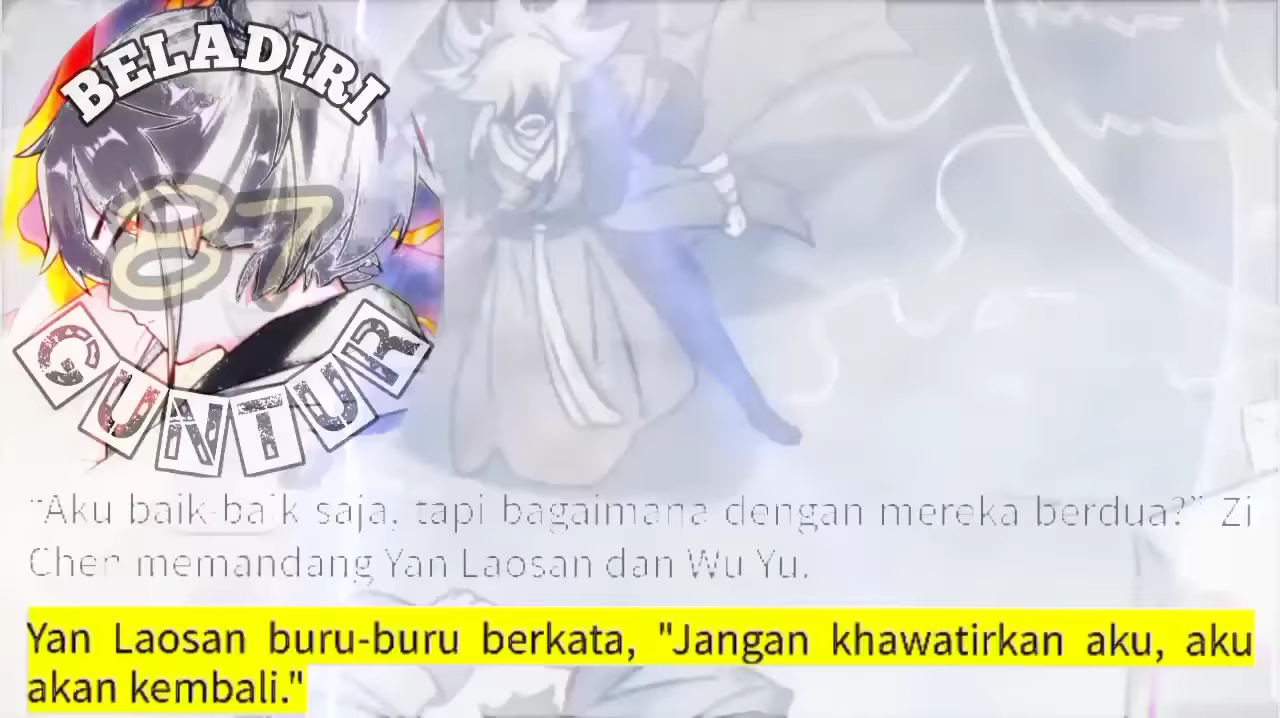 BELADIRI
87
GUNTUR
"Aku baik-baik saja, tapi bagaimana dengan mereka berdua?" Zi
Chen memandang Yan Laosan dan Wu Yu.
Yan Laosan buru-buru berkata, "Jangan khawatirkan aku, aku
akan kembali."